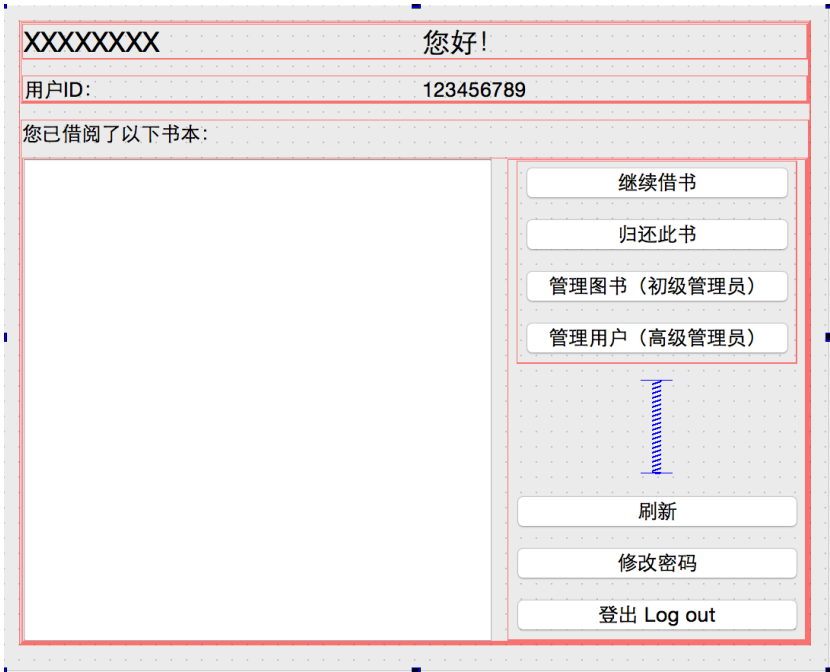 XXXXXXXX 您好！
用户ID： 123456789
您已借阅了以下书本：
继续借书
归还此书
管理图书（初级管理员）
管理用户（高级管理员）
刷新
修改密码
登出 Log out